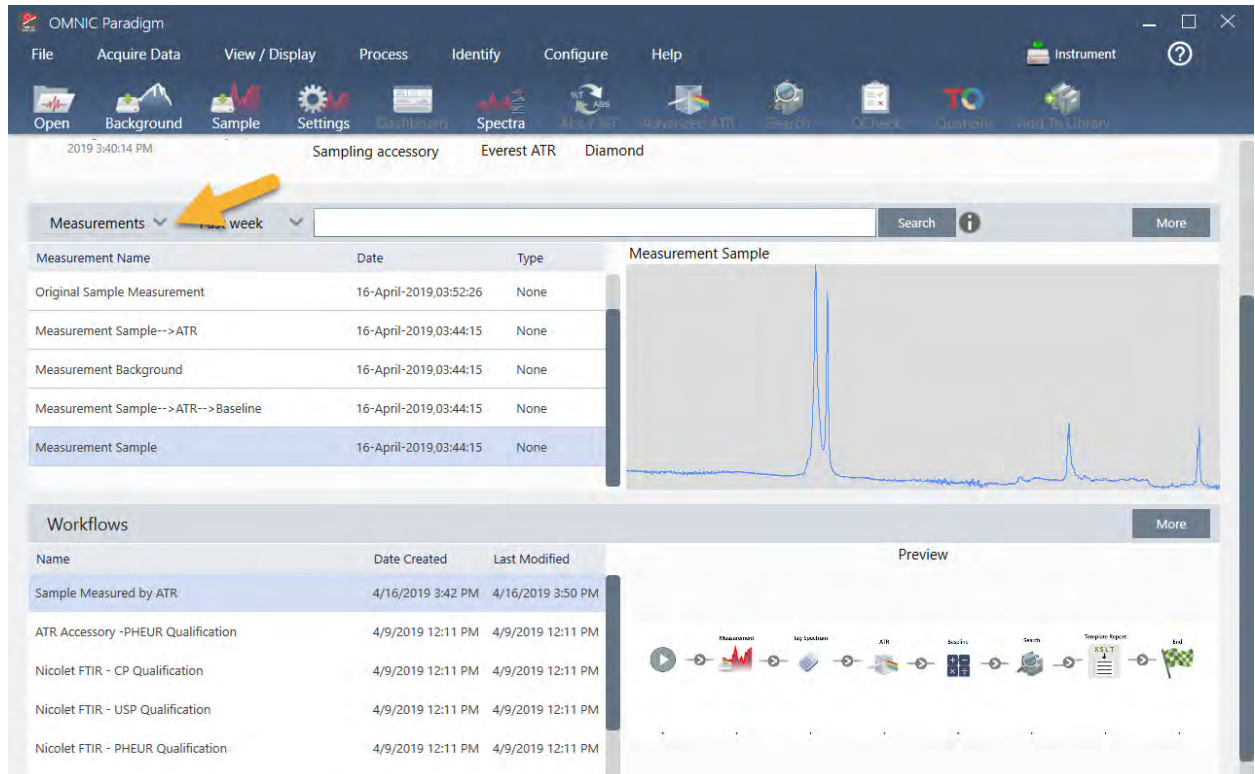 OMNIC Paradigm
File Acquire Data View / Display Process Identify Configure Help Instrument
Open Background Sample Settings Dashboard Spectra Search QCheck Add To Library
%T ABS TQ
2019 3:40:14 PM Sampling accessory Everest ATR Diamond
Measurements week Search More
Measurement Name Date Type Measurement Sample
Original Sample Measurement 16-April-2019,03:52:26 None
Measurement Sample-->ATR 16-April-2019,03:44:15 None
Measurement Background 16-April-2019,03:44:15 None
Measurement Sample-->ATR-->Baseline 16-April-2019,03:44:15 None
Measurement Sample 16-April-2019,03:44:15 None
Workflows More
Name Date Created Last Modified Preview
Sample Measured by ATR 4/16/2019 3:42 PM 4/16/2019 3:50 PM
ATR Accessory -PHEUR Qualification 4/9/2019 12:11 PM 4/9/2019 12:11 PM
Measurement Tag Spectrum ATR Baseline Search Template Report End
XSLT
Nicolet FTIR - CP Qualification 4/9/2019 12:11 PM 4/9/2019 12:11 PM
Nicolet FTIR - USP Qualification 4/9/2019 12:11 PM 4/9/2019 12:11 PM
Nicolet FTIR - PHEUR Qualification 4/9/2019 12:11 PM 4/9/2019 12:11 PM